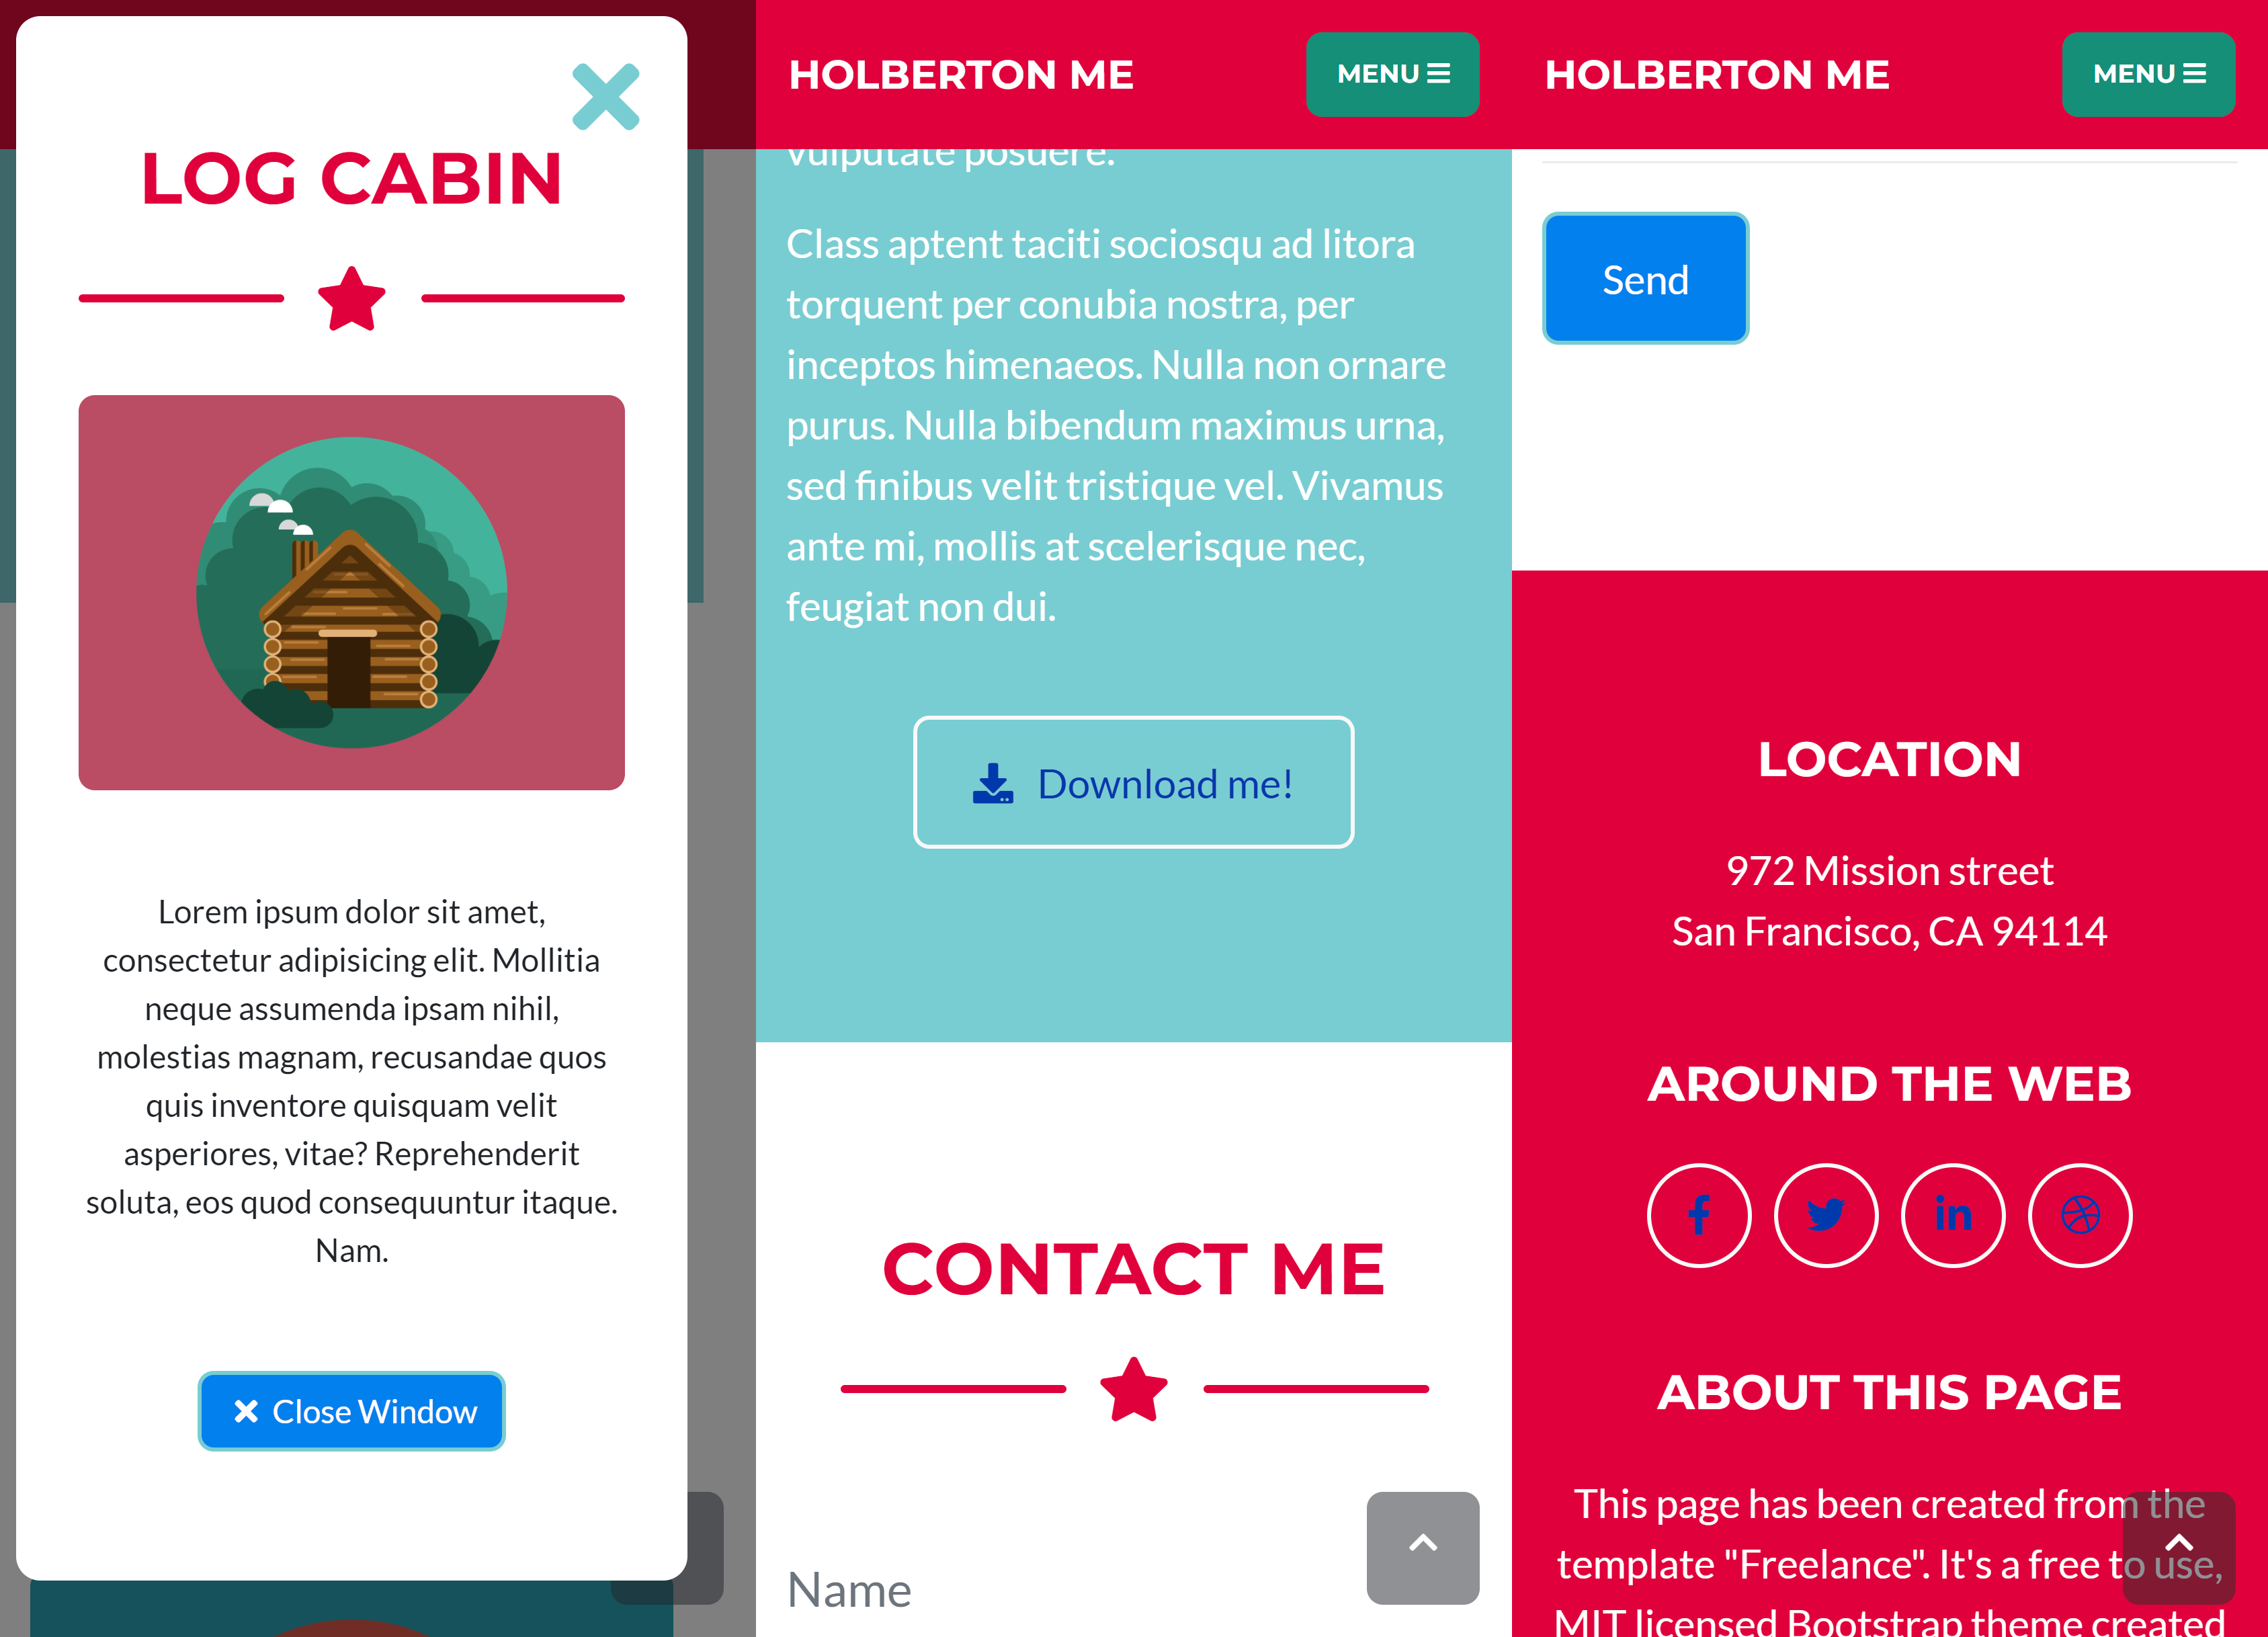 LOG CABIN
Lorem ipsum dolor sit amet,
consectetur adipisicing elit. Mollitia
neque assumenda ipsam nihil,
molestias magnam, recusandae quos
quis inventore quisquam velit
asperiores, vitae? Reprehenderit
soluta, eos quod consequuntur itaque.
Nam.
Close Window
HOLBERTON ME
MENU
vulputate posuere.
Class aptent taciti sociosqu ad litora
torquent per conubia nostra, per
inceptos himenaeos. Nulla non ornare
purus. Nulla bibendum maximus urna,
sed finibus velit tristique vel. Vivamus
ante mi, mollis at scelerisque nec,
feugiat non dui.
Download me!
CONTACT ME
Name
HOLBERTON ME
MENU
Send
LOCATION
972 Mission street
San Francisco, CA 94114
AROUND THE WEB
ABOUT THIS PAGE
This page has been created from the
template "Freelance". It's a free to use,
MIT licensed Bootstrap theme created